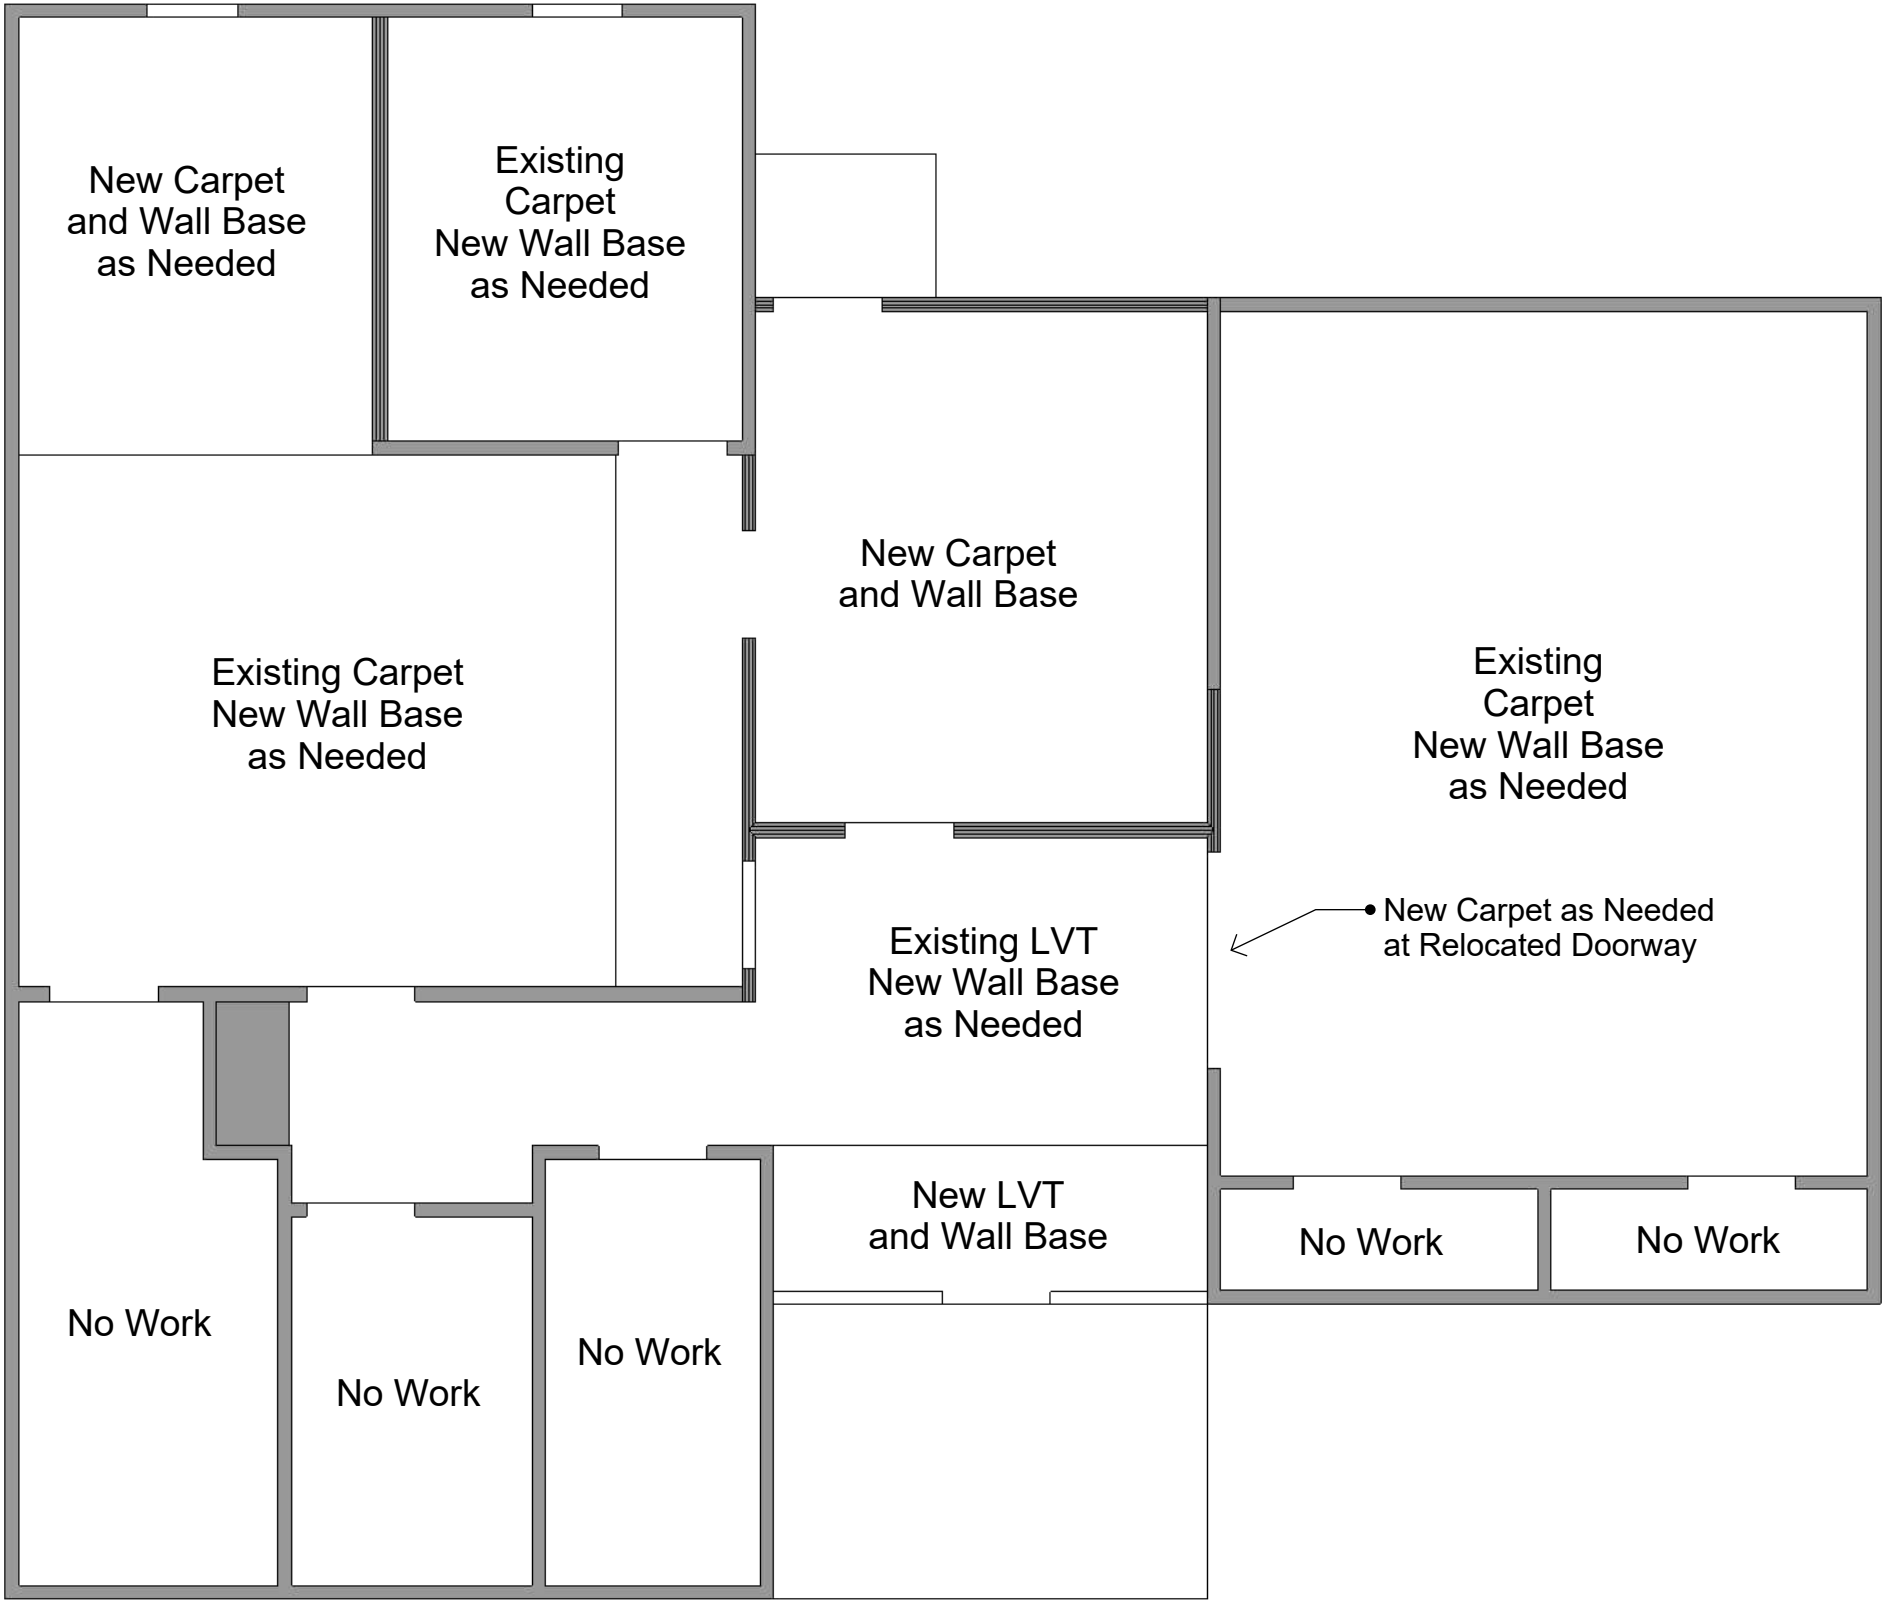 New Carpet
and Wall Base
as Needed
Existing
Carpet
New Wall Base
as Needed
New Carpet
and Wall Base
Existing Carpet
New Wall Base
as Needed
Existing
Carpet
New Wall Base
as Needed
New Carpet as Needed
at Relocated Doorway
Existing LVT
New Wall Base
as Needed
New LVT
and Wall Base
No Work
No Work
No Work
No Work
No Work